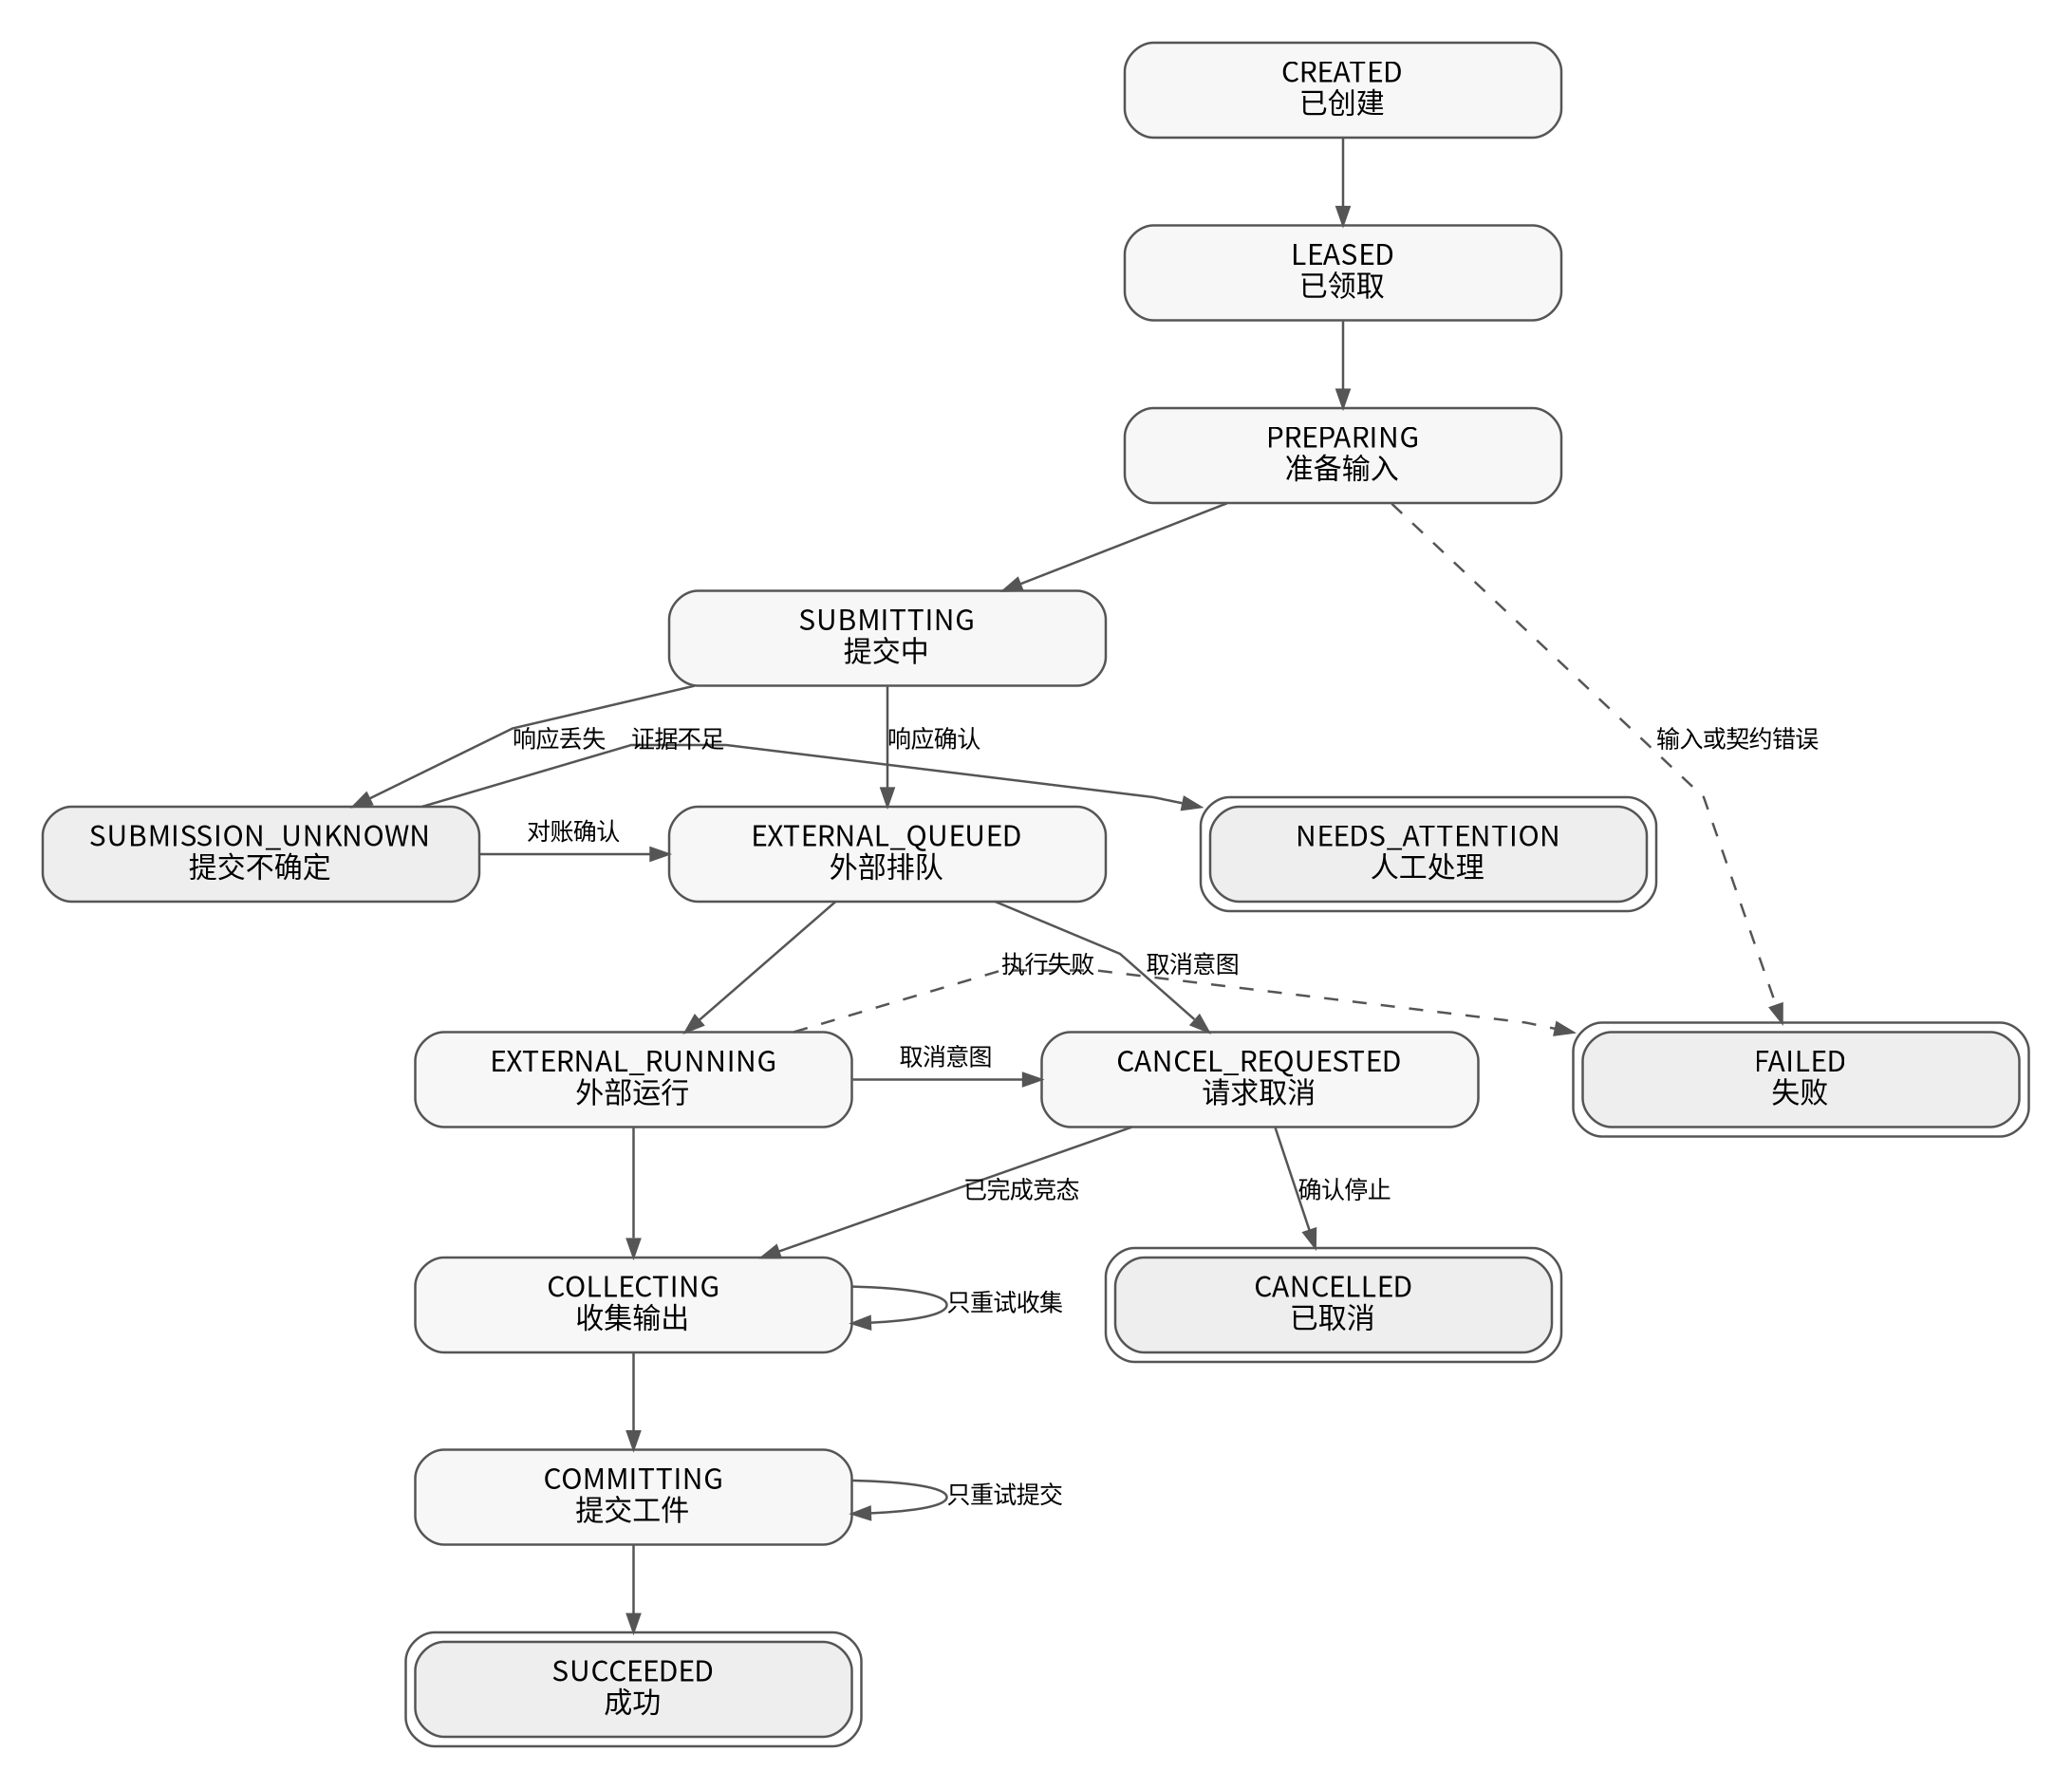 CREATED
已创建
LEASED
已领取
PREPARING
准备输入
SUBMITTING
提交中
响应丢失
证据不足
响应确认
输入或契约错误
SUBMISSION_UNKNOWN
提交不确定
对账确认
EXTERNAL_QUEUED
外部排队
NEEDS_ATTENTION
人工处理
执行失败
取消意图
EXTERNAL_RUNNING
外部运行
取消意图
CANCEL_REQUESTED
请求取消
FAILED
失败
已完成竞态
确认停止
COLLECTING
收集输出
只重试收集
CANCELLED
已取消
COMMITTING
提交工件
只重试提交
SUCCEEDED
成功